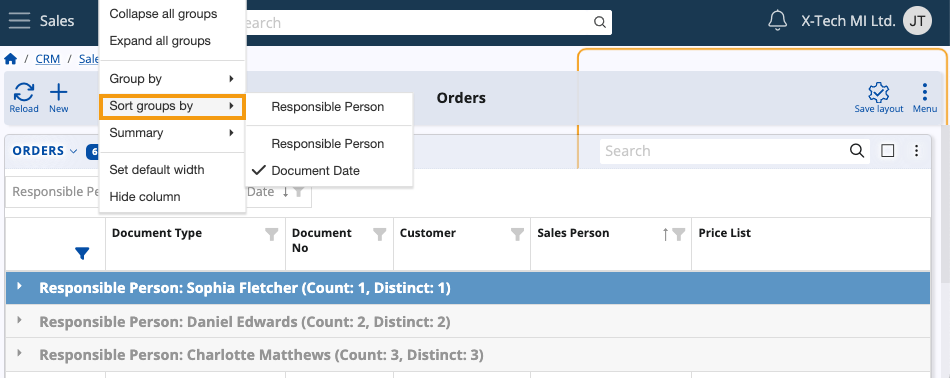 Sales
earch
X-Tech MI Ltd.
JT
Collapse all groups
Expand all groups
Group by
Sort groups by
Summary
Set default width
Hide column
Responsible Person
Responsible Person
Document Date
/ CRM / Sale
Reload
New
Orders
Save layout
Menu
ORDERS
6
Search
Responsible Pe
Date
Document Type
Document
No
Customer
Sales Person
Price List
Responsible Person: Sophia Fletcher (Count: 1, Distinct: 1)
Responsible Person: Daniel Edwards (Count: 2, Distinct: 2)
Responsible Person: Charlotte Matthews (Count: 3, Distinct: 3)